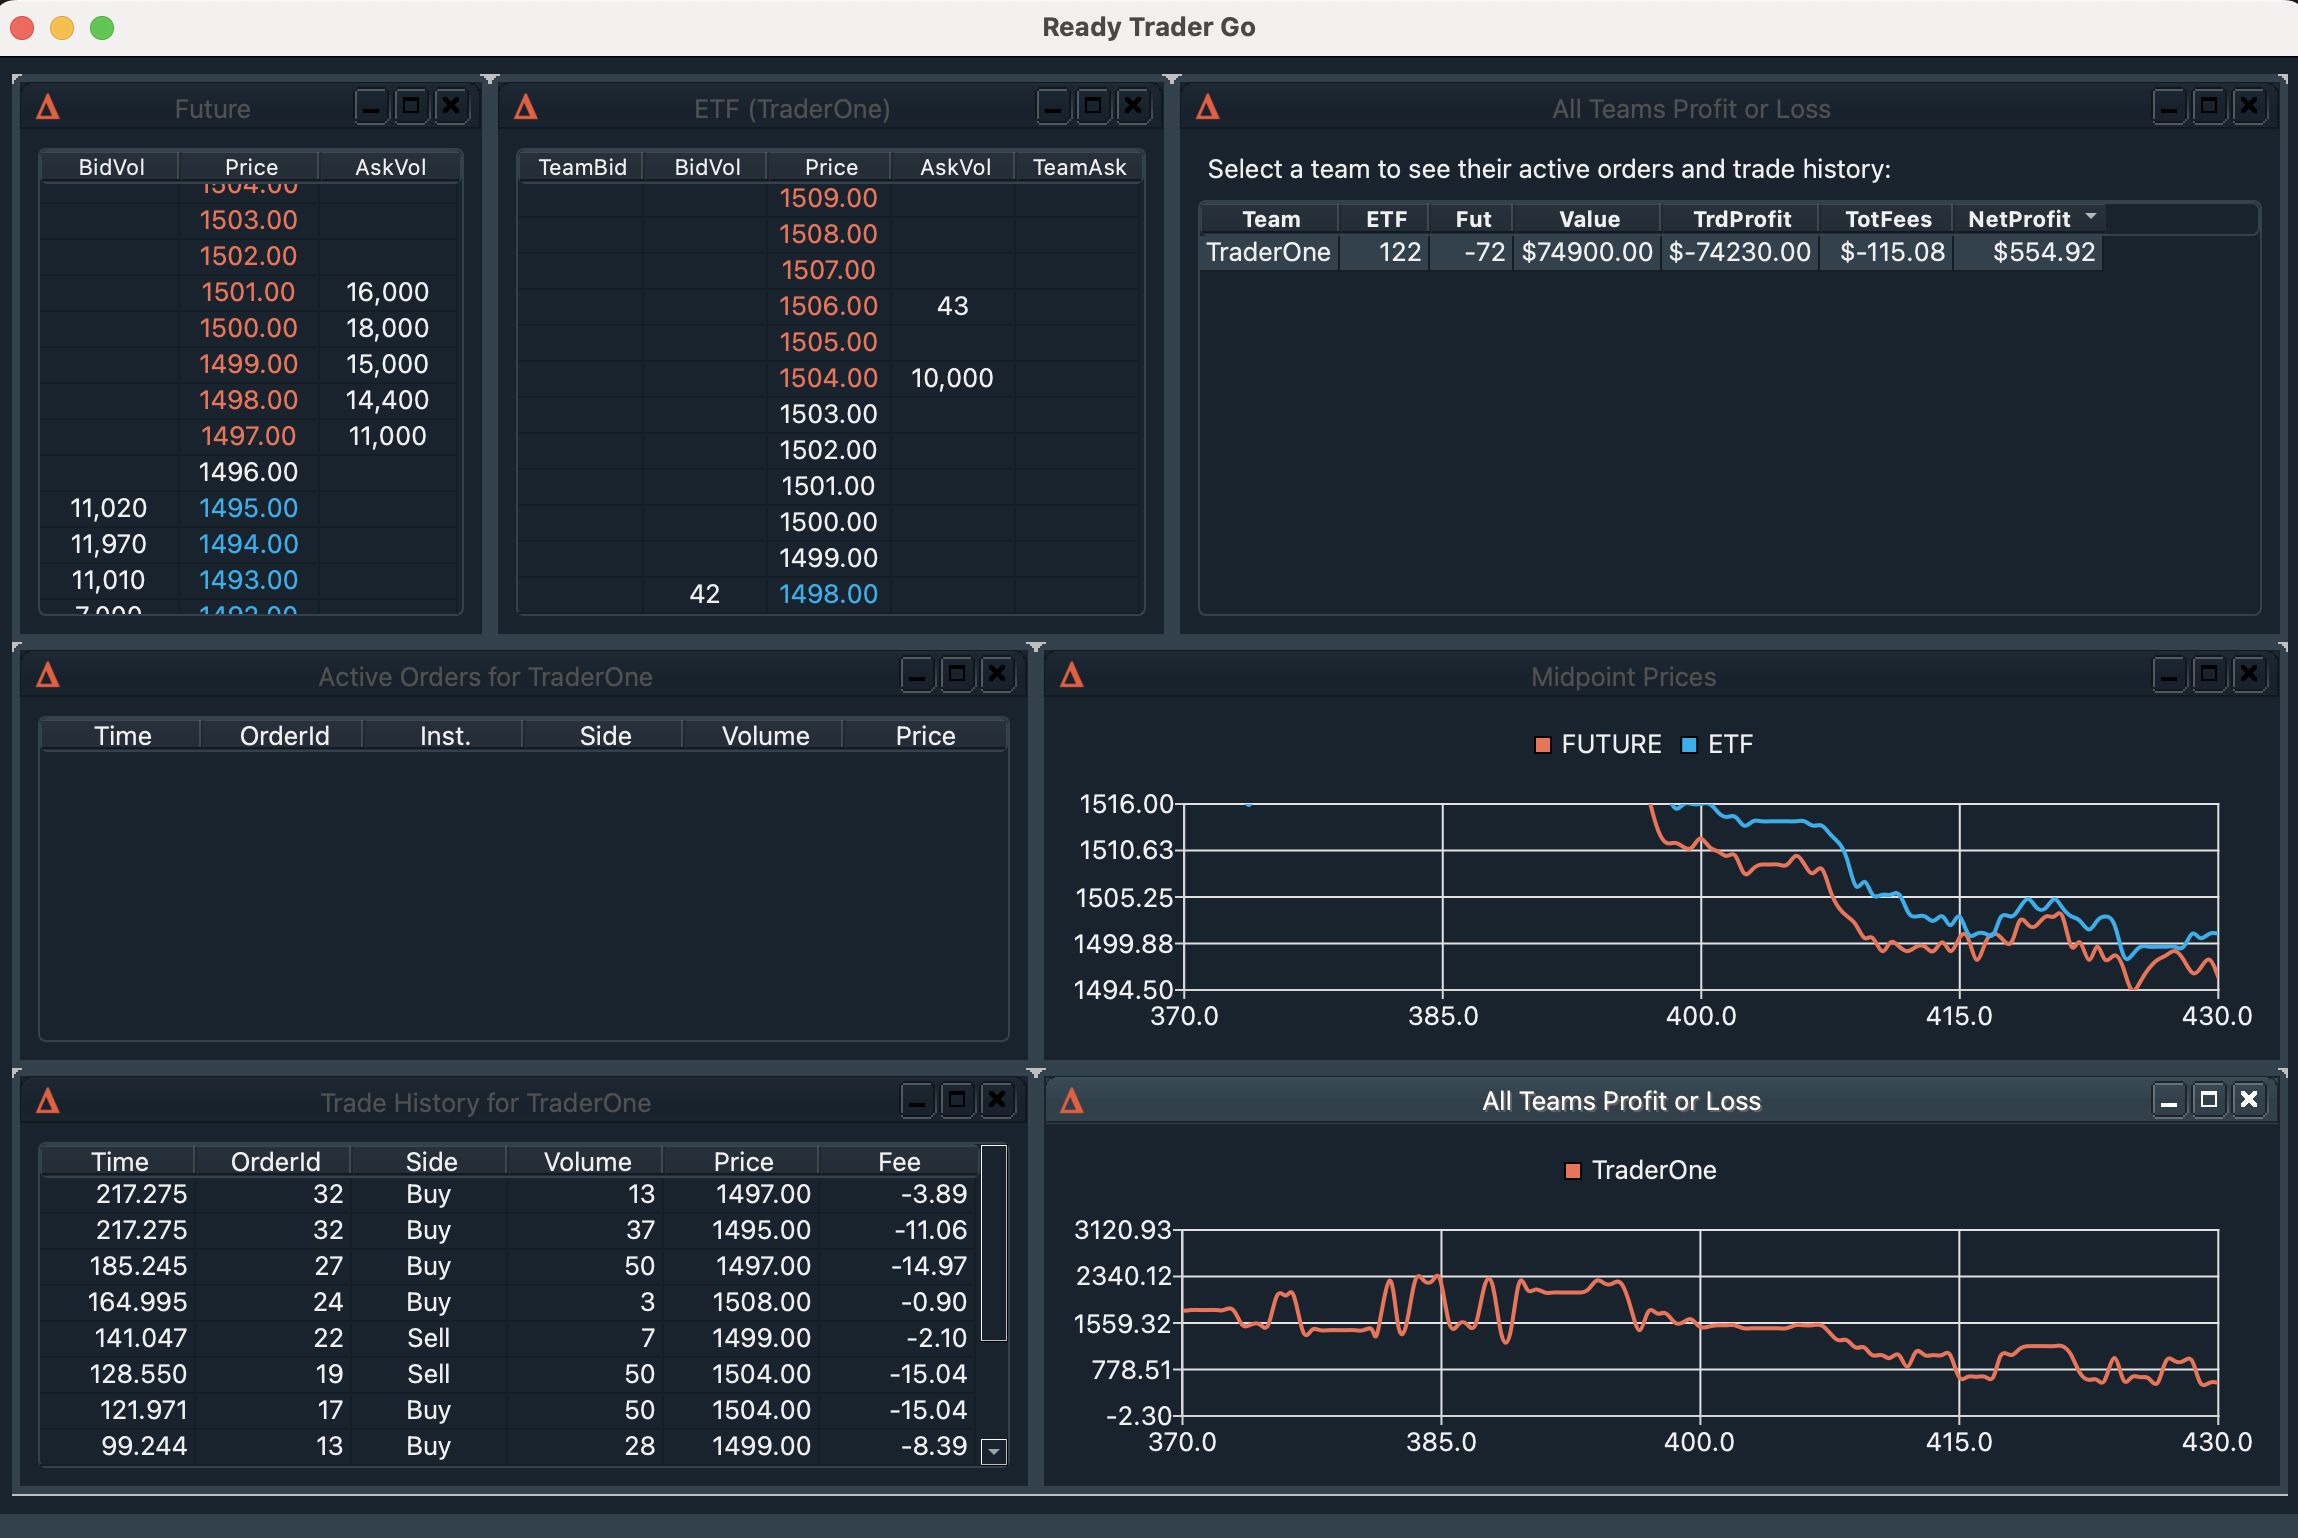 Ready Trader Go
Future
BidVol Price AskVol
1504.00
1503.00
1502.00
1501.00 16,000
1500.00 18,000
1499.00 15,000
1498.00 14,400
1497.00 11,000
1496.00
11,020 1495.00
11,970 1494.00
11,010 1493.00
7,000 1492.00
ETF (TraderOne)
TeamBid BidVol Price AskVol TeamAsk
1509.00
1508.00
1507.00
1506.00 43
1505.00
1504.00 10,000
1503.00
1502.00
1501.00
1500.00
1499.00
42 1498.00
All Teams Profit or Loss
Select a team to see their active orders and trade history:
Team ETF Fut Value TrdProfit TotFees NetProfit
TraderOne 122 -72 $74900.00 $-74230.00 $-115.08 $554.92
Active Orders for TraderOne
Time OrderId Inst. Side Volume Price
Midpoint Prices
FUTURE ETF
1516.00
1510.63
1505.25
1499.88
1494.50
370.0 385.0 400.0 415.0 430.0
Trade History for TraderOne
Time OrderId Side Volume Price Fee
217.275 32 Buy 13 1497.00 -3.89
217.275 32 Buy 37 1495.00 -11.06
185.245 27 Buy 50 1497.00 -14.97
164.995 24 Buy 3 1508.00 -0.90
141.047 22 Sell 7 1499.00 -2.10
128.550 19 Sell 50 1504.00 -15.04
121.971 17 Buy 50 1504.00 -15.04
99.244 13 Buy 28 1499.00 -8.39
All Teams Profit or Loss
TraderOne
3120.93
2340.12
1559.32
778.51
-2.30
370.0 385.0 400.0 415.0 430.0